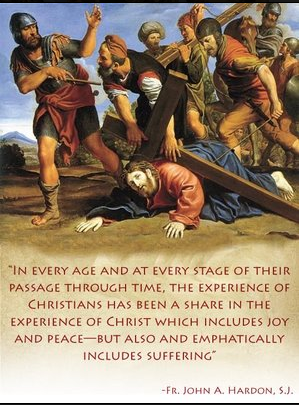 "In every age and at every stage of their
passage through time, the experience of
Christians has been a share in the
experience of Christ which includes joy
and peace—but also and emphatically
includes suffering"
-Fr. John A. Hardon, S.J.